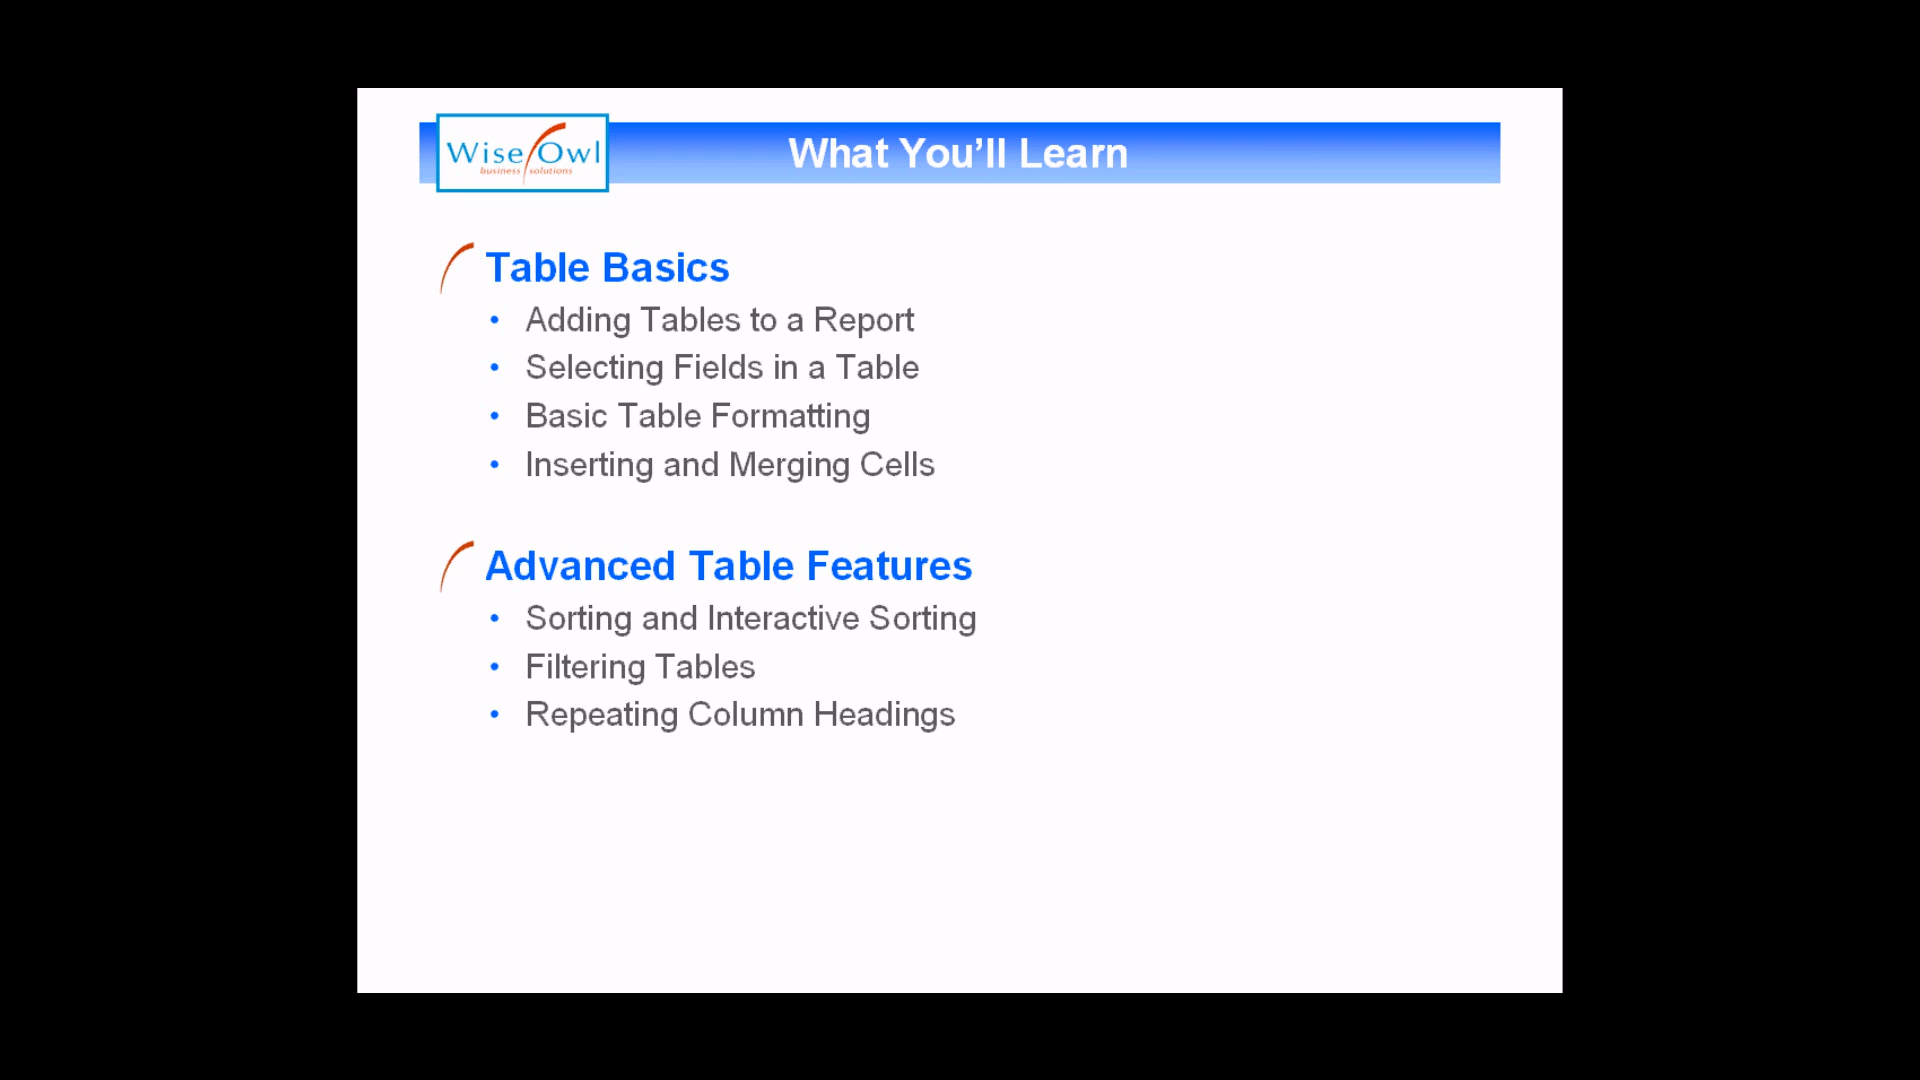 Wise Owl
business solutions
What You’ll Learn
Table Basics
• Adding Tables to a Report
• Selecting Fields in a Table
• Basic Table Formatting
• Inserting and Merging Cells
Advanced Table Features
• Sorting and Interactive Sorting
• Filtering Tables
• Repeating Column Headings